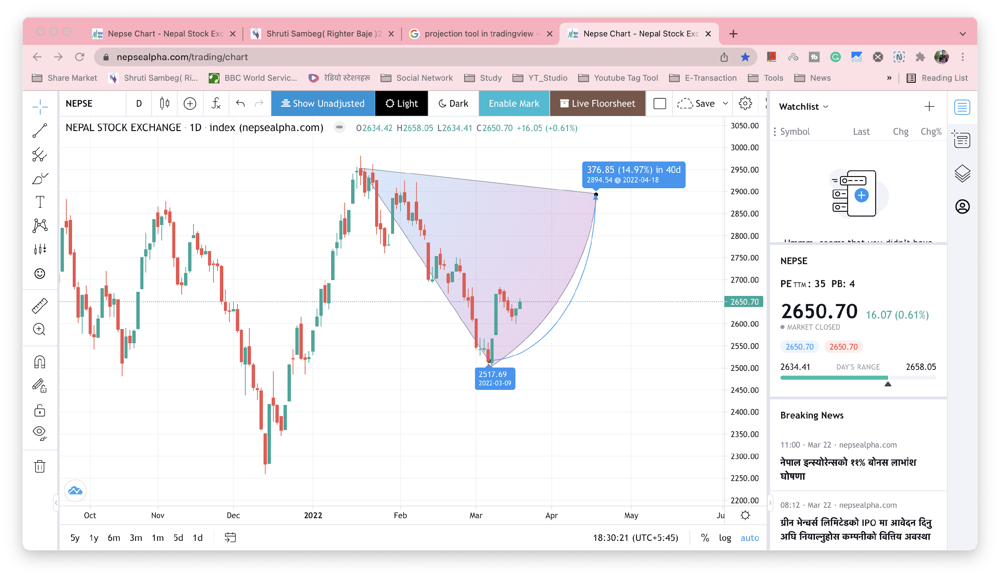 Nepse Chart - Nepal Stock Exc
Shruti Sambeg( Righter Baje )2
projection tool in tradingview -
Nepse Chart - Nepal Stock Exc
nepsealpha.com/trading/chart
Share Market
Shruti Sambeg( Ri...
BBC World Servic...
रेडियो स्टेशनहरू
Social Network
Study
YT_Studio
Youtube Tag Tool
E-Transaction
Tools
News
»
Reading List
NEPSE
D
Show Unadjusted
Light
Dark
Enable Mark
Live Floorsheet
Save
NEPAL STOCK EXCHANGE · 1D · index (nepsealpha.com)
O2634.42 H2658.05 L2634.41 C2650.70 +16.05 (+0.61%)
376.85 (14.97%) in 40d
2894.54 2022-04-18
2517.69
2022-03-09
3050.00
3000.00
2950.00
2900.00
2850.00
2800.00
2750.00
2700.00
2650.70
2600.00
2550.00
2500.00
2450.00
2400.00
2350.00
2300.00
2250.00
2200.00
Oct
Nov
Dec
2022
Feb
Mar
Apr
May
Ju
5y 1y 6m 3m 1m 5d 1d
18:30:21 (UTC+5:45)
% log auto
Watchlist
Symbol Last Chg Chg%
NEPSE
PE TTM : 35 PB: 4
2650.70 16.07 (0.61%)
MARKET CLOSED
2650.70 2650.70
2634.41 DAY'S RANGE 2658.05
Breaking News
11:00 · Mar 22 · nepsealpha.com
नेपाल इन्स्योरेन्सको ११% बोनस लाभांश
घोषणा
08:12 · Mar 22 · nepsealpha.com
ग्रीन भेन्चर्स लिमिटेडको IPO मा आवेदन दिनु
अघि नियाल्नुहोस कम्पनीको वित्तिय अवस्था